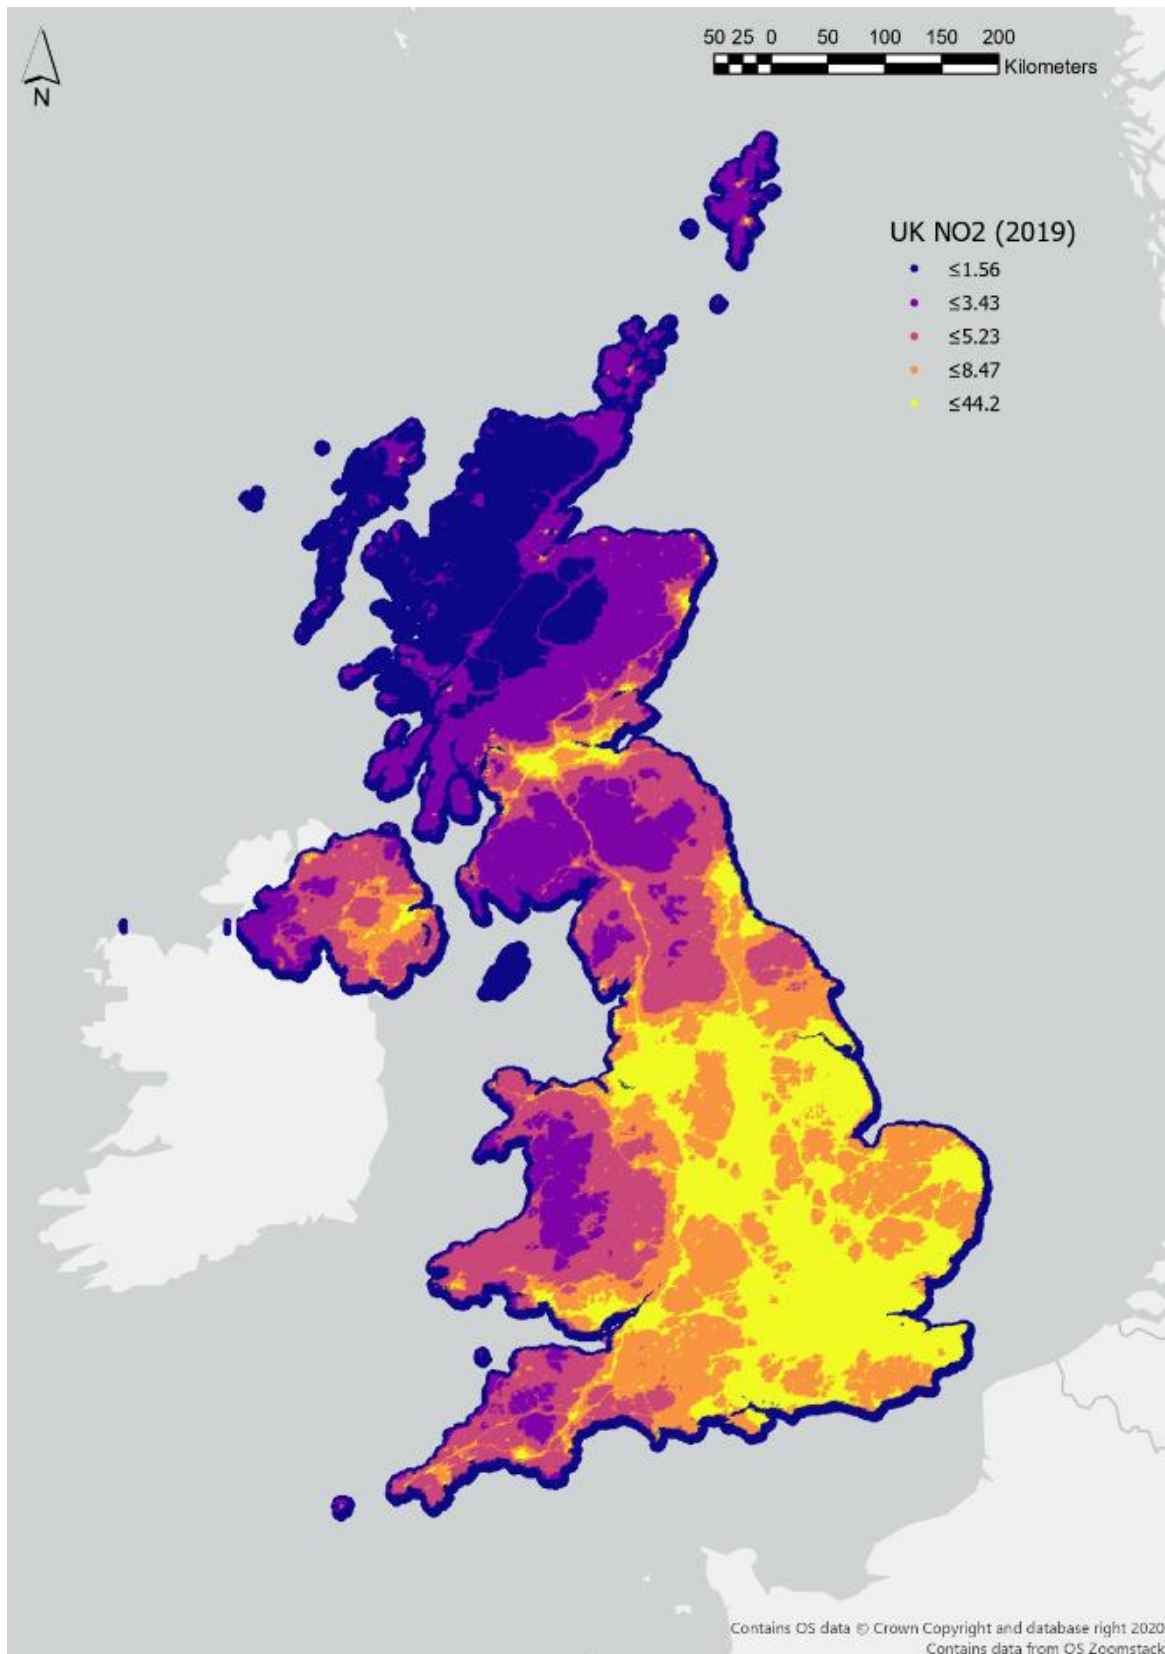 50 25 0 50 100 150 200
Kilometers
N
UK NO2 (2019)
≤1.56
≤3.43
≤5.23
≤8.47
≤44.2
Contains OS data © Crown Copyright and database right 2020
Contains data from OS Zoomstack